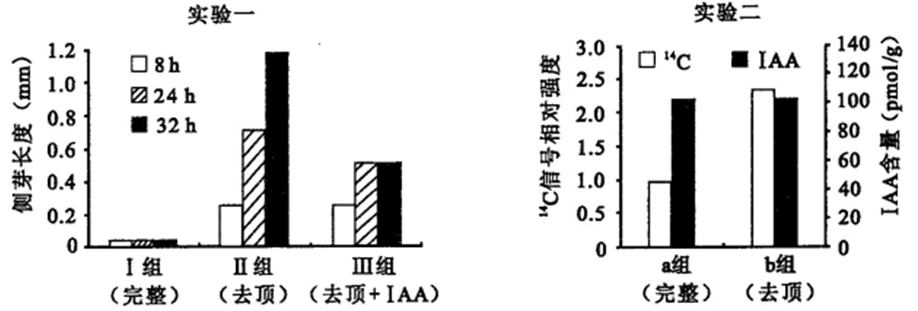 实验一
1.2
1.0
0.8
0.6
0.4
0.2
0
侧芽长度（mm）
8h
24h
32h
Ⅰ组
（完整）
Ⅱ组
（去顶）
Ⅲ组
（去顶+IAA）
实验二
3.0
2.5
2.0
1.5
1.0
0.5
0
¹⁴C信号相对强度
¹⁴C
IAA
140
120
100
80
60
40
20
0
IAA含量（pmol/g）
a组
（完整）
b组
（去顶）